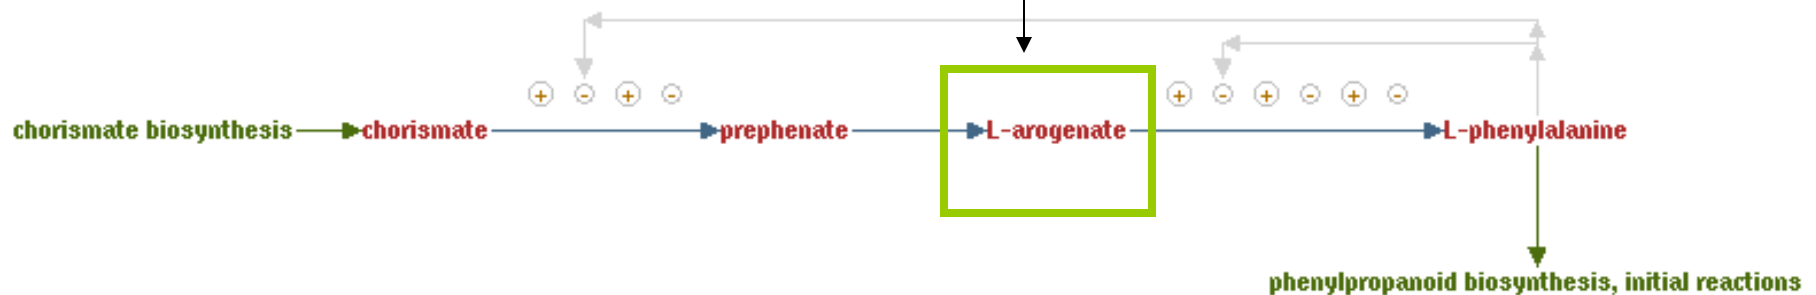 + - + - + - + - + -
chorismate biosynthesis chorismate prephenate L-arogenate L-phenylalanine
phenylpropanoid biosynthesis, initial reactions